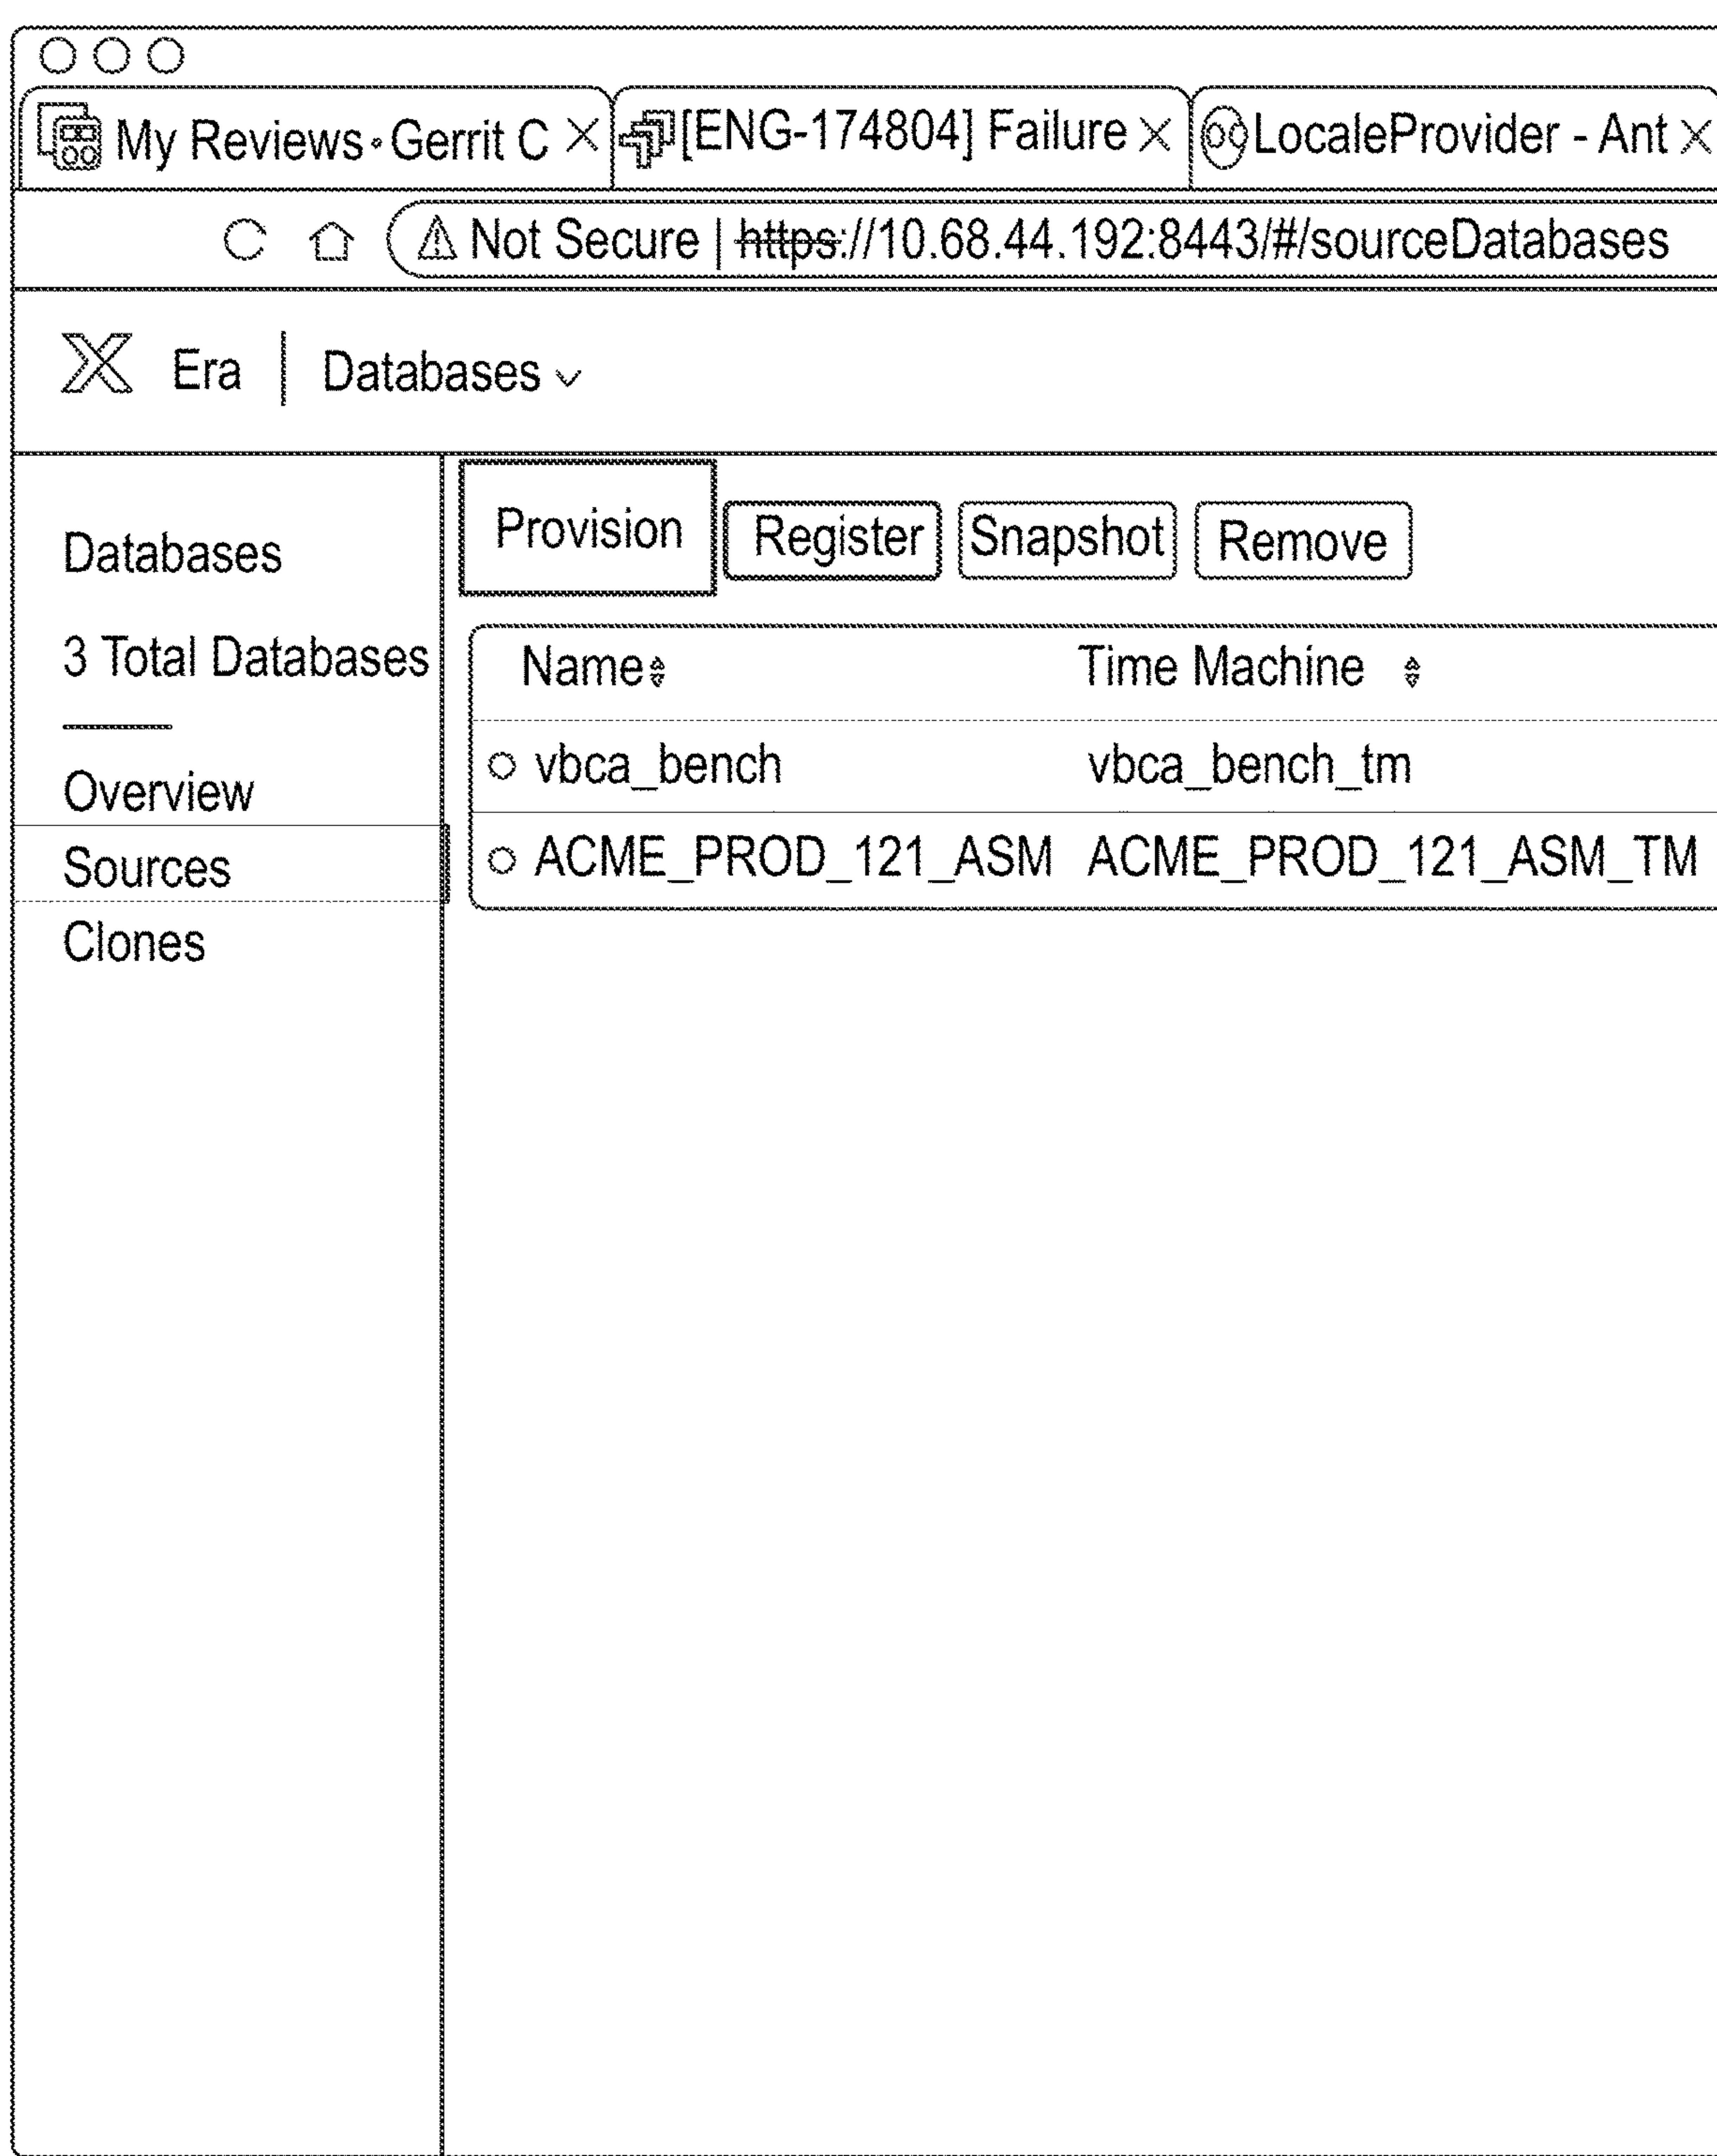 My Reviews · Gerrit C [ENG-174804] Failure LocaleProvider - Ant
Not Secure | https://10.68.44.192:8443/#/sourceDatabases
X Era | Databases
Provision Register Snapshot Remove
Databases
3 Total Databases
Overview
Sources
Clones
Name Time Machine
vbca_bench vbca_bench_tm
ACME_PROD_121_ASM ACME_PROD_121_ASM_TM